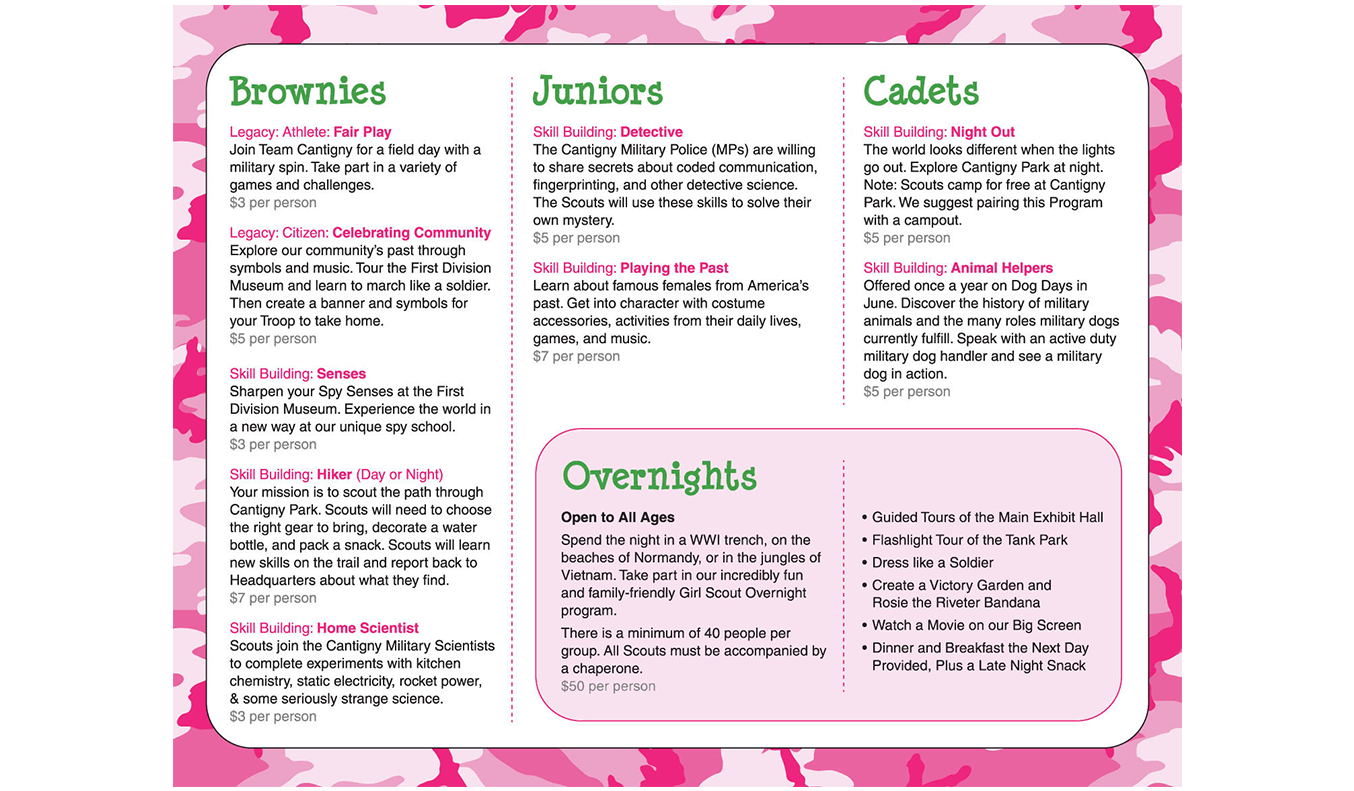 Brownies
Legacy: Athlete: Fair Play
Join Team Cantigny for a field day with a
military spin. Take part in a variety of
games and challenges.
$3 per person
Legacy: Citizen: Celebrating Community
Explore our community's past through
symbols and music. Tour the First Division
Museum and learn to march like a soldier.
Then create a banner and symbols for
your Troop to take home.
$5 per person
Skill Building: Senses
Sharpen your Spy Senses at the First
Division Museum. Experience the world in
a new way at our unique spy school.
$3 per person
Skill Building: Hiker (Day or Night)
Your mission is to scout the path through
Cantigny Park. Scouts will need to choose
the right gear to bring, decorate a water
bottle, and pack a snack. Scouts will learn
new skills on the trail and report back to
Headquarters about what they find.
$7 per person
Skill Building: Home Scientist
Scouts join the Cantigny Military Scientists
to complete experiments with kitchen
chemistry, static electricity, rocket power,
& some seriously strange science.
$3 per person
Juniors
Skill Building: Detective
The Cantigny Military Police (MPs) are willing
to share secrets about coded communication,
fingerprinting, and other detective science.
The Scouts will use these skills to solve their
own mystery.
$5 per person
Skill Building: Playing the Past
Learn about famous females from America's
past. Get into character with costume
accessories, activities from their daily lives,
games, and music.
$7 per person
Cadets
Skill Building: Night Out
The world looks different when the lights
go out. Explore Cantigny Park at night.
Note: Scouts camp for free at Cantigny
Park. We suggest pairing this Program
with a campout.
$5 per person
Skill Building: Animal Helpers
Offered once a year on Dog Days in
June. Discover the history of military
animals and the many roles military dogs
currently fulfill. Speak with an active duty
military dog handler and see a military
dog in action.
$5 per person
Overnights
Open to All Ages
Spend the night in a WWI trench, on the
beaches of Normandy, or in the jungles of
Vietnam. Take part in our incredibly fun
and family-friendly Girl Scout Overnight
program.
There is a minimum of 40 people per
group. All Scouts must be accompanied by
a chaperone.
$50 per person
• Guided Tours of the Main Exhibit Hall
• Flashlight Tour of the Tank Park
• Dress like a Soldier
• Create a Victory Garden and
Rosie the Riveter Bandana
• Watch a Movie on our Big Screen
• Dinner and Breakfast the Next Day
Provided, Plus a Late Night Snack